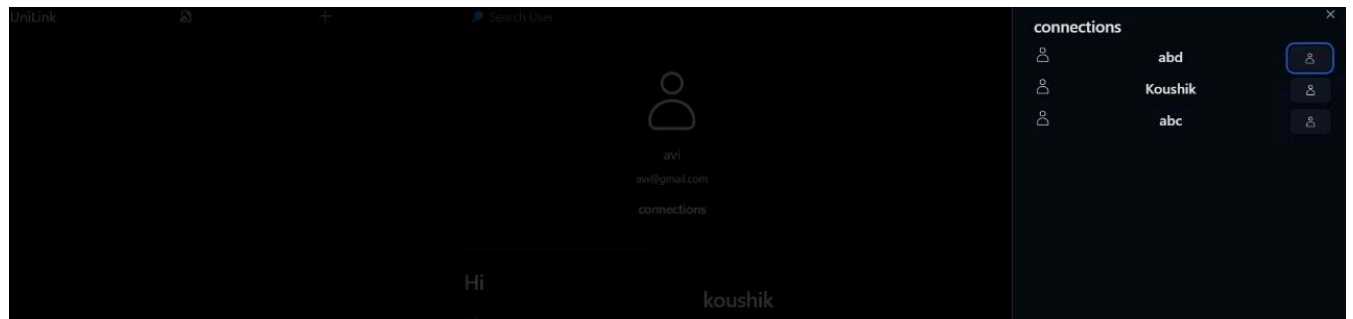 UniLink
Search User
avi
avi@gmail.com
connections
Hi
koushik
connections
abd
Koushik
abc